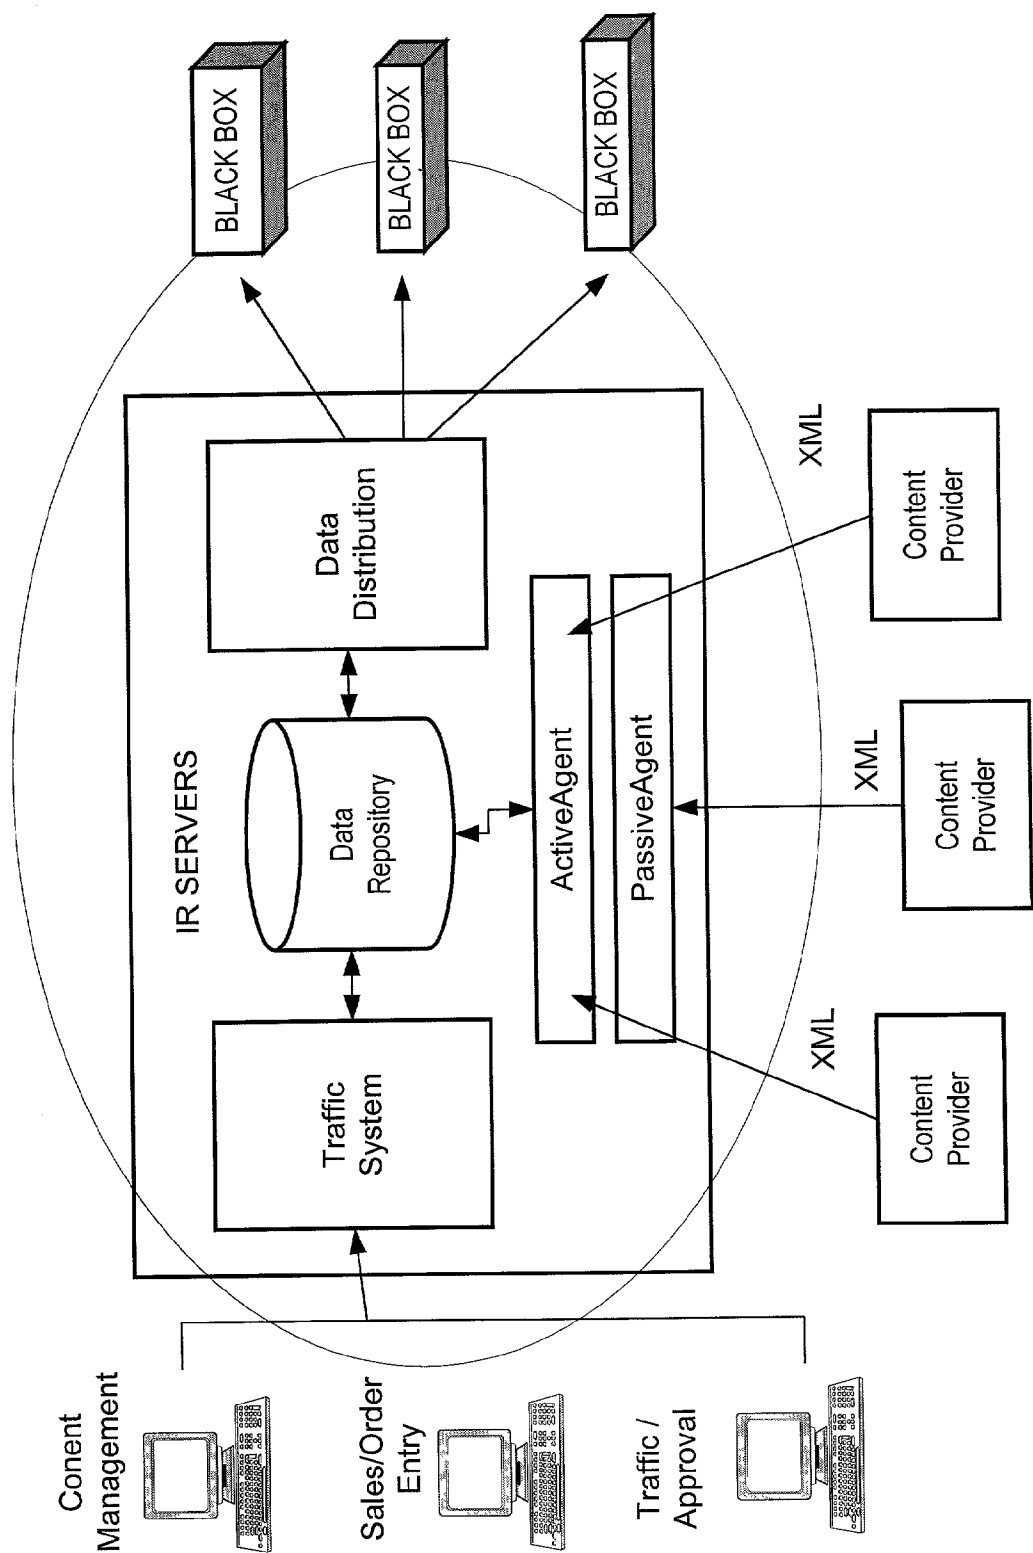 Conent
Management
Sales/Order
Entry
Traffic /
Approval
IR SERVERS
Traffic
System
Data
Repository
Data
Distribution
ActiveAgent
PassiveAgent
BLACK BOX
BLACK BOX
BLACK BOX
XML
XML
XML
Content
Provider
Content
Provider
Content
Provider